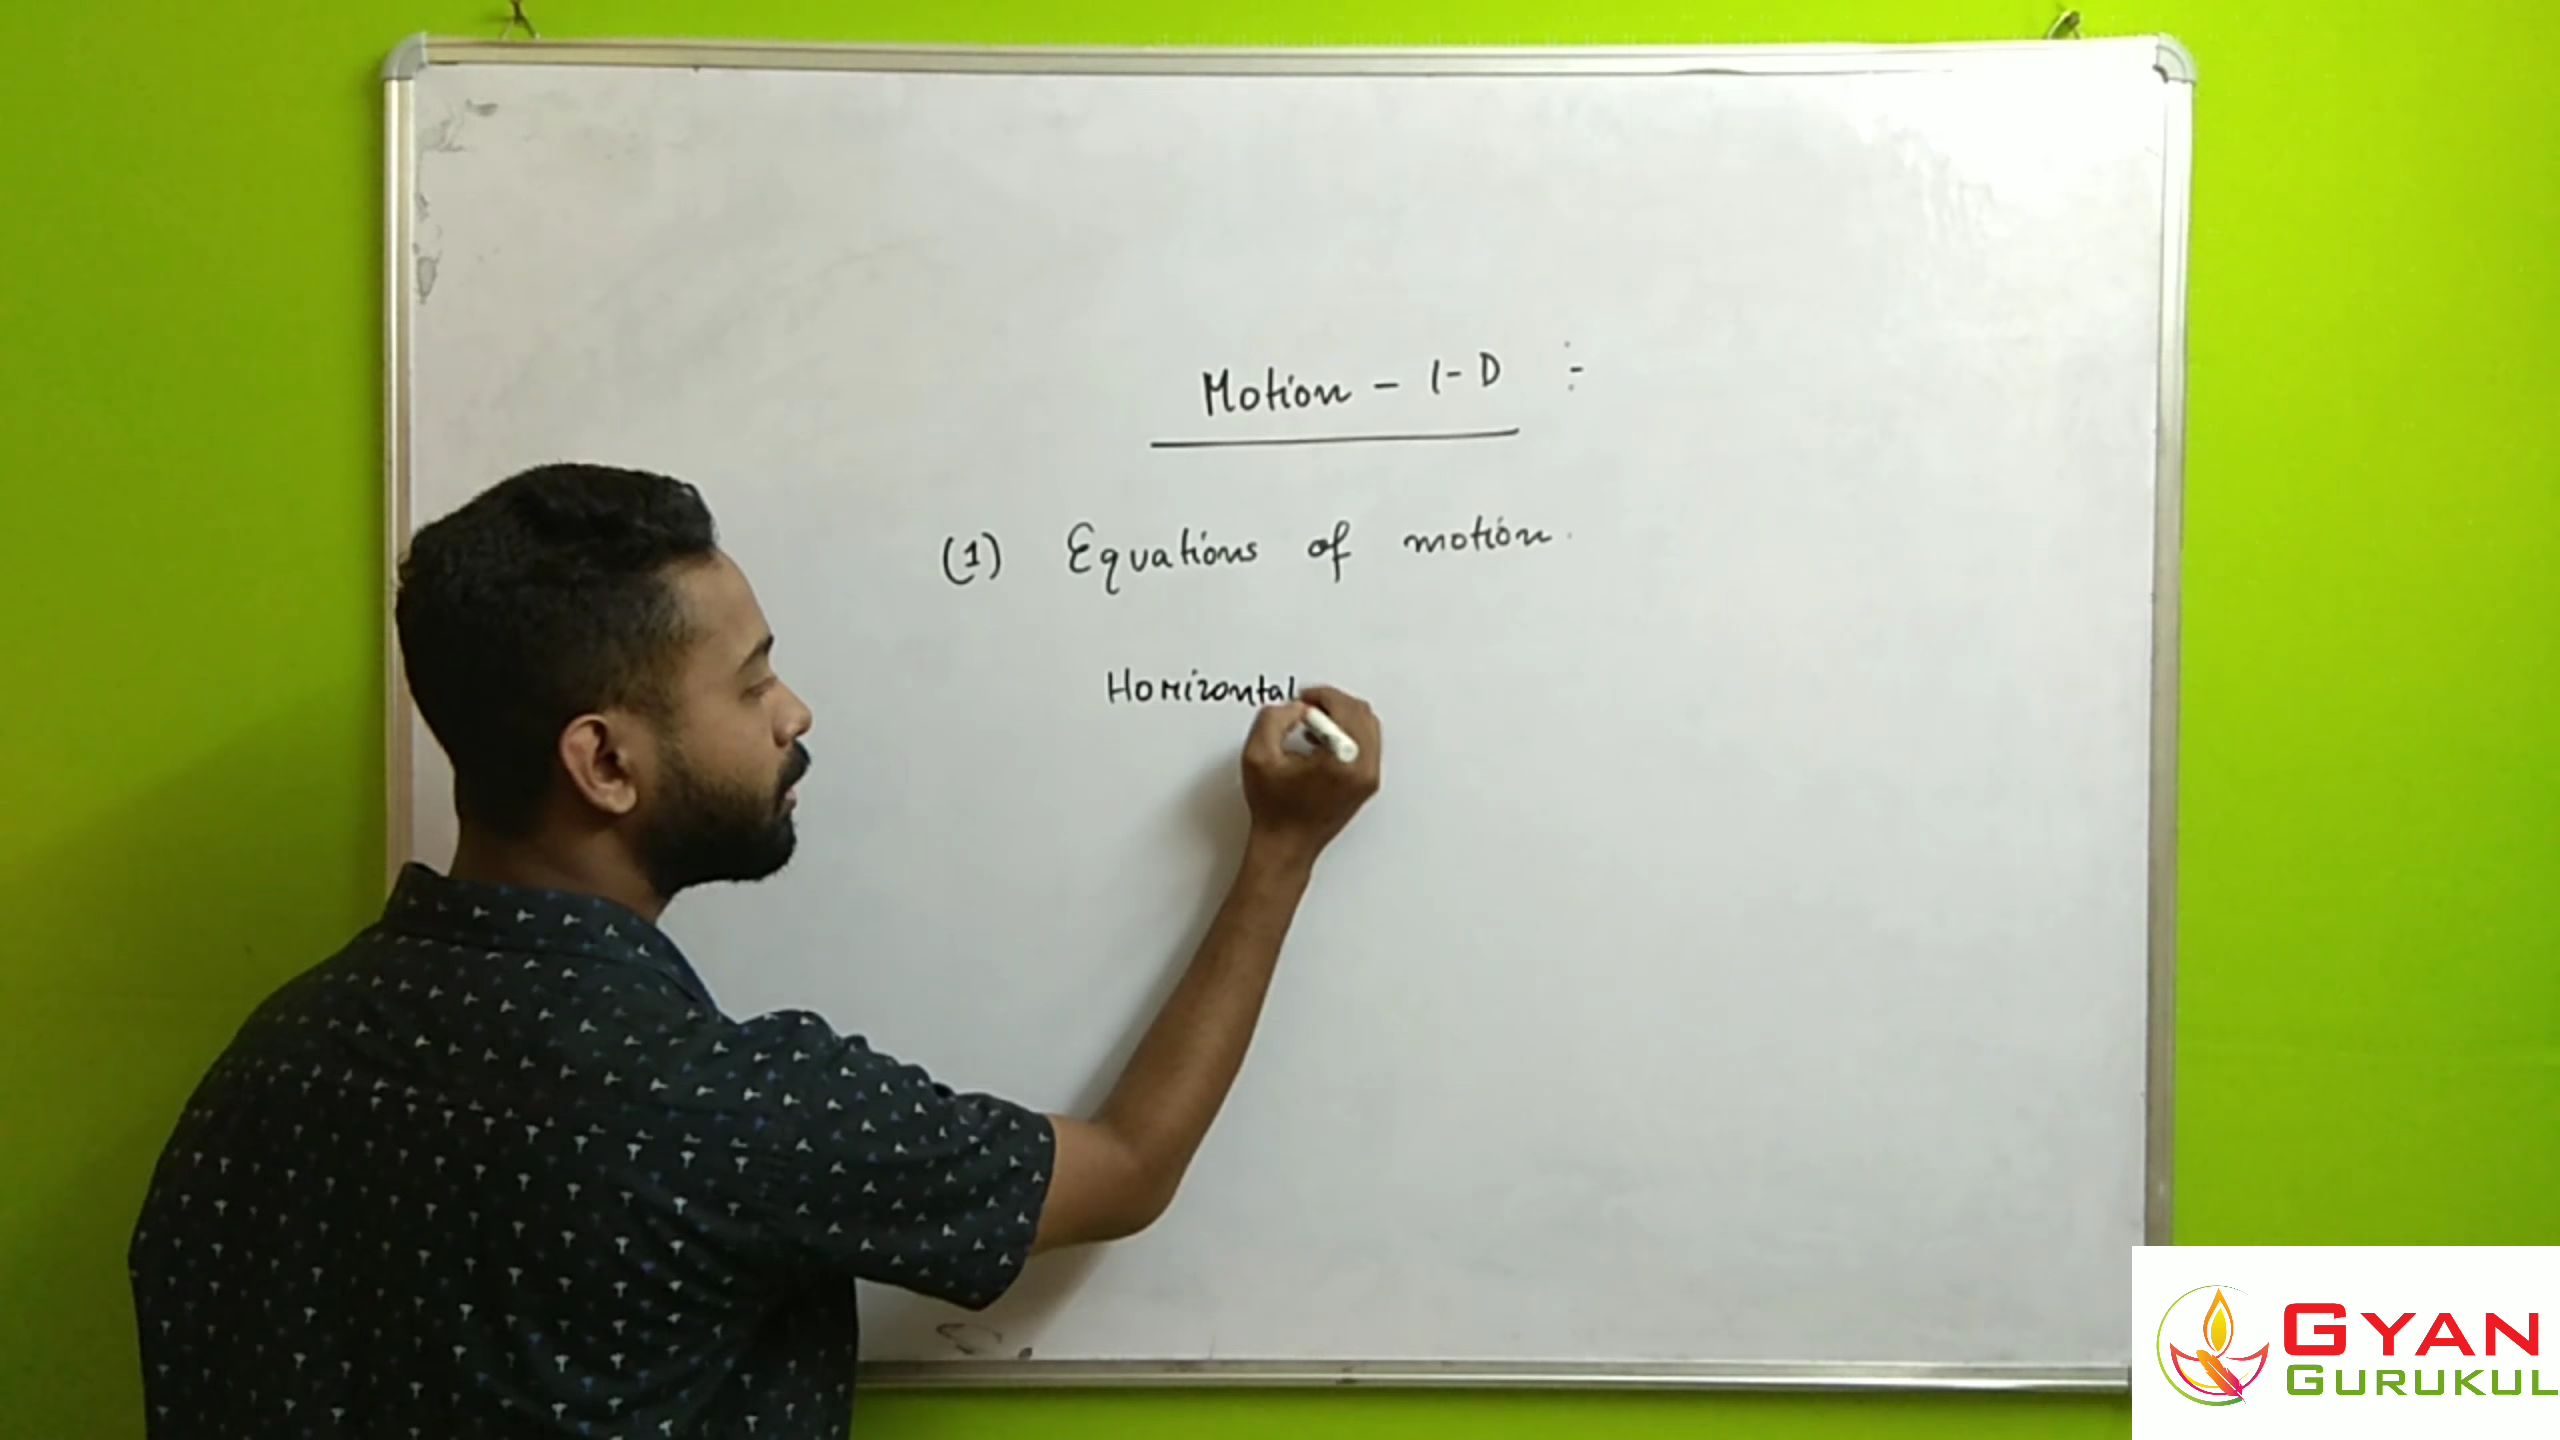 Motion - 1-D :-
(1) Equations of motion.
Horizontal
GYAN
GURUKUL